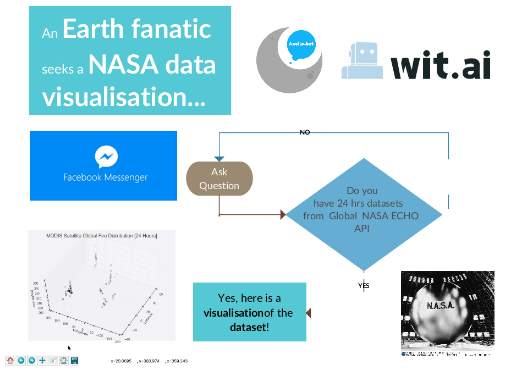 An Earth fanatic
seeks a NASA data
visualisation...
Apollo-bot
wit.ai
NO
Facebook Messenger
Ask
Question
Do you
have 24 hrs datasets
from Global NASA ECHO
API
MODIS Satellite Global Fire Distribution [24 Hours]
YES
Yes, here is a
visualisationof the
dataset!
N.A.S.A.